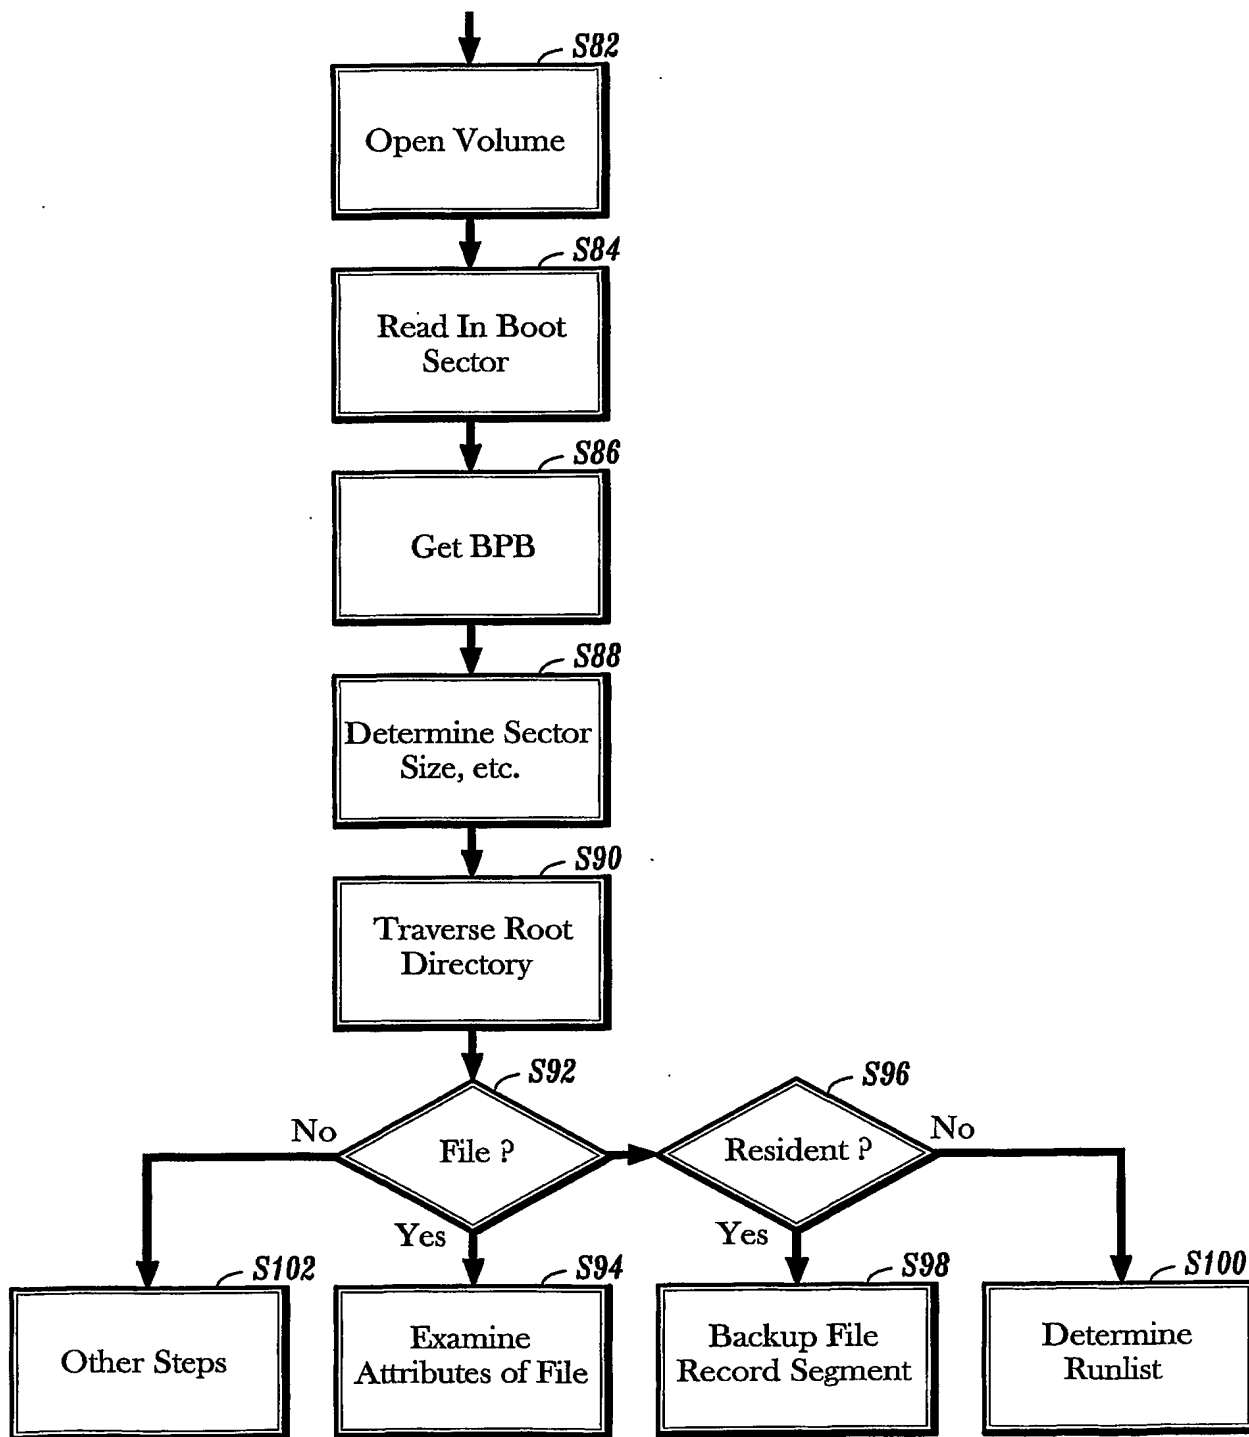 S82
Open Volume
S84
Read In Boot
Sector
S86
Get BPB
S88
Determine Sector
Size, etc.
S90
Traverse Root
Directory
S92
S96
No
File ?
Resident ?
No
Yes
Yes
S102
S94
S98
S100
Other Steps
Examine
Attributes of File
Backup File
Record Segment
Determine
Runlist